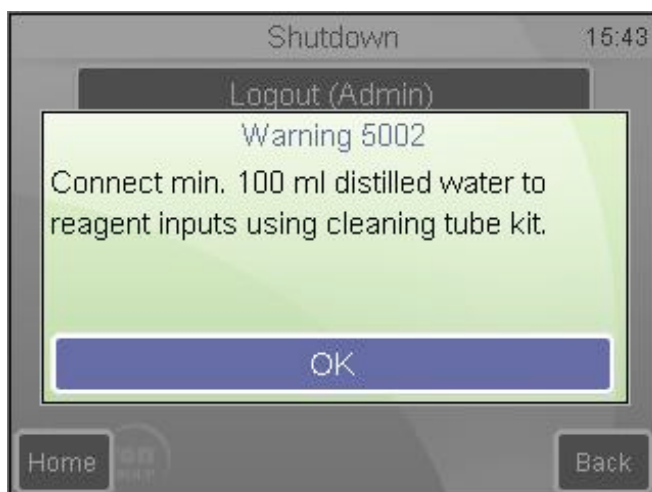 Shutdown 15:43
Logout (Admin)
Warning 5002
Connect min. 100 ml distilled water to
reagent inputs using cleaning tube kit.
OK
Home Back